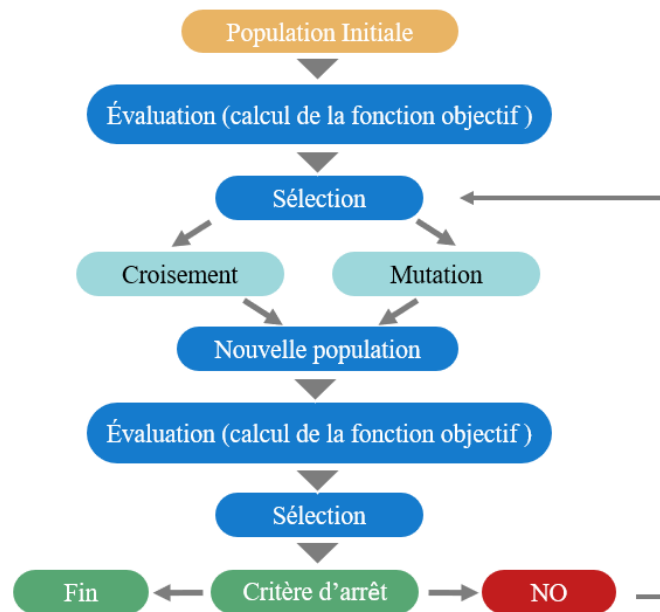 Population Initiale
Évaluation (calcul de la fonction objectif )
Sélection
Croisement
Mutation
Nouvelle population
Évaluation (calcul de la fonction objectif )
Sélection
Fin
Critère d’arrêt
NO